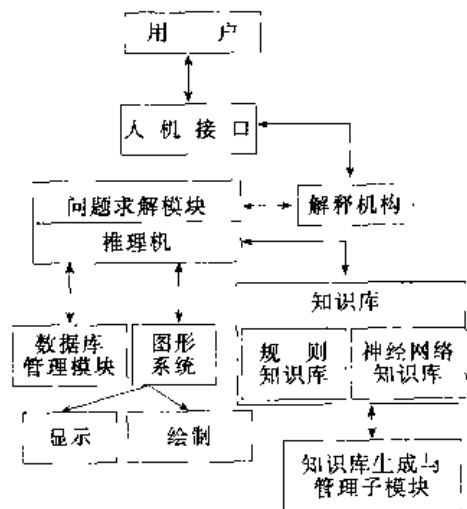 用 户
人机接口
问题求解模块
解释机构
推理机
知识库
数据库
管理模块
图形
系统
规 则
知识库
神经网络
知识库
显示
绘制
知识库生成与
管理子模块